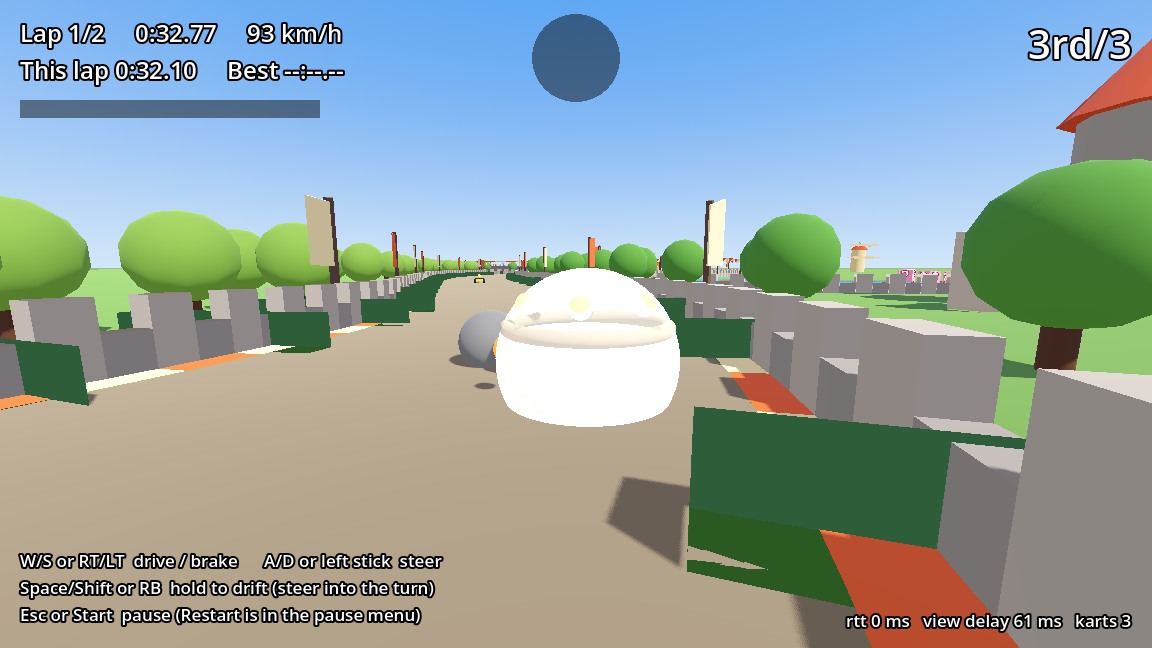 Lap 1/2 0:32.77 93 km/h
3rd/3
This lap 0:32.10 Best --:--.--
W/S or RT/LT drive / brake A/D or left stick steer
Space/Shift or RB hold to drift (steer into the turn)
Esc or Start pause (Restart is in the pause menu)
rtt 0 ms view delay 61 ms karts 3